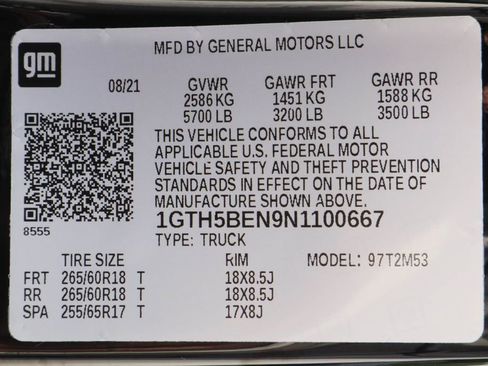 gm
MFD BY GENERAL MOTORS LLC
08/21 GVWR GAWR FRT GAWR RR
2586 KG 1451 KG 1588 KG
5700 LB 3200 LB 3500 LB
THIS VEHICLE CONFORMS TO ALL
APPLICABLE U.S. FEDERAL MOTOR
VEHICLE SAFETY AND THEFT PREVENTION
STANDARDS IN EFFECT ON THE DATE OF
MANUFACTURE SHOWN ABOVE.
8555
1GTH5BEN9N1100667
TYPE: TRUCK
TIRE SIZE RIM MODEL: 97T2M53
FRT 265/60R18 T 18X8.5J
RR 265/60R18 T 18X8.5J
SPA 255/65R17 T 17X8J